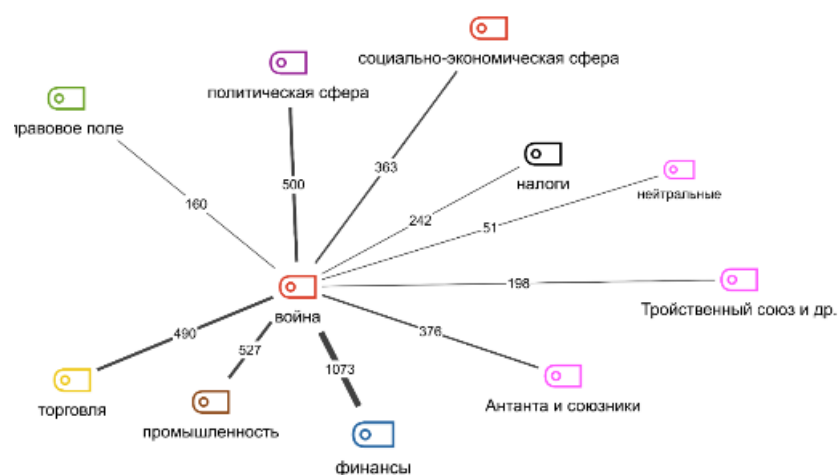 социально-экономическая сфера
политическая сфера
правовое поле
363
налоги
500
нейтральные
160
242
51
198
Тройственный союз и др.
война
490
376
527
1073
Антанта и союзники
торговля
промышленность
финансы